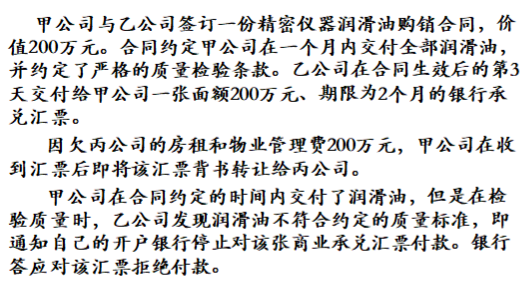 甲公司与乙公司签订一份精密仪器润滑油购销合同，价
值200万元。合同约定甲公司在一个月内交付全部润滑油，
并约定了严格的质量检验条款。乙公司在合同生效后的第3
天交付给甲公司一张面额200万元、期限为2个月的银行承
兑汇票。
因欠丙公司的房租和物业管理费200万元，甲公司在收
到汇票后即将该汇票背书转让给丙公司。
甲公司在合同约定的时间内交付了润滑油，但是在检
验质量时，乙公司发现润滑油不符合约定的质量标准，即
通知自己的开户银行停止对该张商业承兑汇票付款。银行
答应对该汇票拒绝付款。